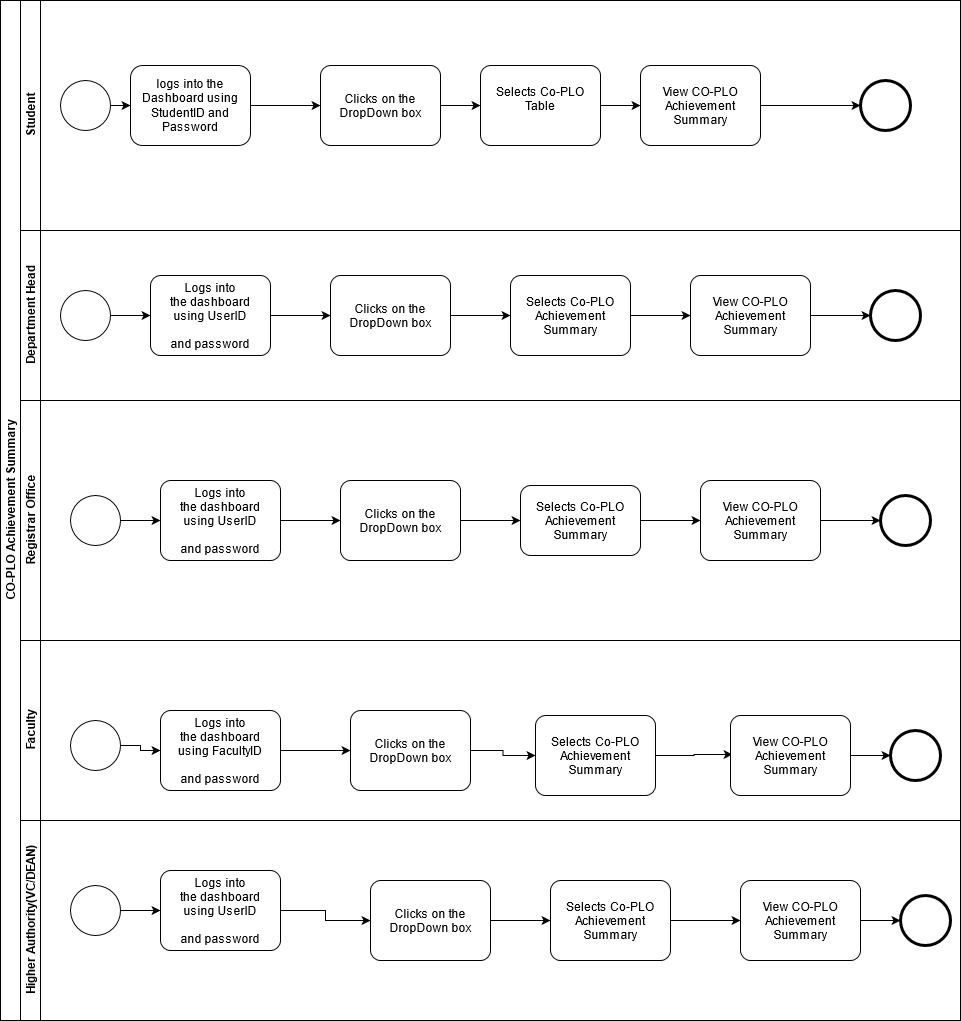 CO-PLO Achievement Summary
Student
logs into the
Dashboard using
StudentID and
Password
Clicks on the
DropDown box
Selects Co-PLO
Table
View CO-PLO
Achievement
Summary
Department Head
Logs into
the dashboard
using UserID
and password
Clicks on the
DropDown box
Selects Co-PLO
Achievement
Summary
View CO-PLO
Achievement
Summary
Registrar Office
Logs into
the dashboard
using UserID
and password
Clicks on the
DropDown box
Selects Co-PLO
Achievement
Summary
View CO-PLO
Achievement
Summary
Faculty
Logs into
the dashboard
using FacultyID
and password
Clicks on the
DropDown box
Selects Co-PLO
Achievement
Summary
View CO-PLO
Achievement
Summary
Higher Authority(VC/DEAN)
Logs into
the dashboard
using UserID
and password
Clicks on the
DropDown box
Selects Co-PLO
Achievement
Summary
View CO-PLO
Achievement
Summary